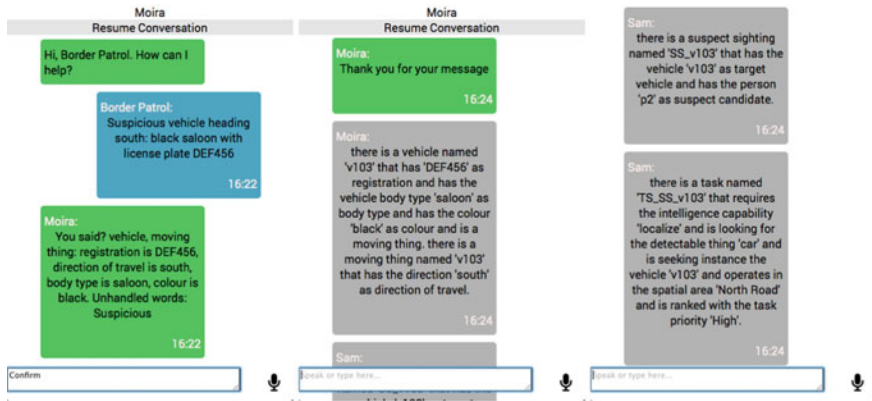 Moira
Resume Conversation
Hi, Border Patrol. How can I
help?
Border Patrol:
Suspicious vehicle heading
south: black saloon with
license plate DEF456
16:22
Moira:
You said? vehicle, moving
thing: registration is DEF456,
direction of travel is south,
body type is saloon, colour is
black. Unhandled words:
Suspicious
16:22
Confirm
Moira
Resume Conversation
Moira:
Thank you for your message
16:24
Moira:
there is a vehicle named
'v103' that has 'DEF456' as
registration and has the
vehicle body type 'saloon' as
body type and has the colour
'black' as colour and is a
moving thing. there is a
moving thing named 'v103'
that has the direction 'south'
as direction of travel.
16:24
Sam:
Speak or type here...
Sam:
there is a suspect sighting
named 'SS_v103' that has the
vehicle 'v103' as target
vehicle and has the person
'p2' as suspect candidate.
16:24
Sam:
there is a task named
'TS_SS_v103' that requires
the intelligence capability
'localize' and is looking for
the detectable thing 'car' and
is seeking instance the
vehicle 'v103' and operates in
the spatial area 'North Road'
and is ranked with the task
priority 'High'.
16:24
Speak or type here...